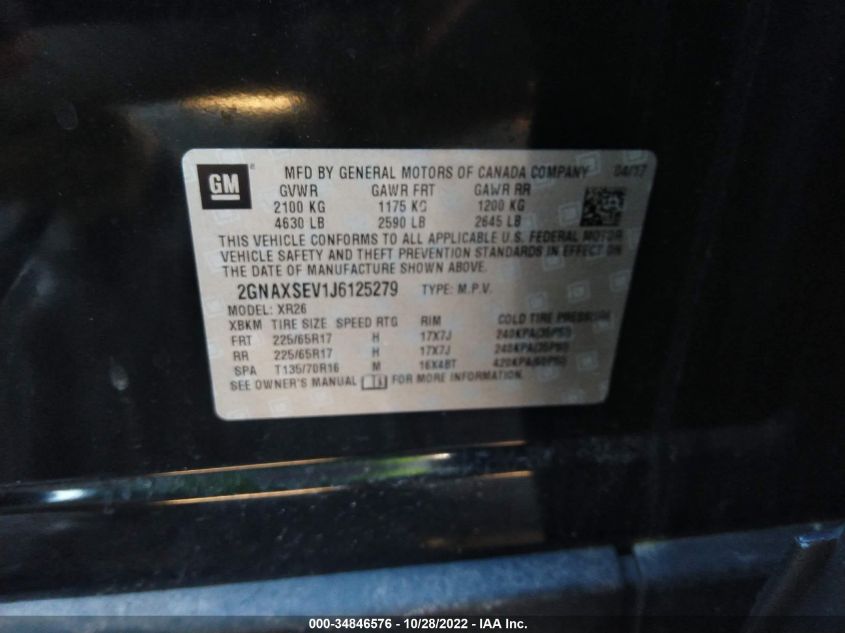 GM ® MFD BY GENERAL MOTORS OF CANADA COMPANY 04/17
GVWR GAWR FRT GAWR RR
2100 KG 1175 KG 1200 KG
4630 LB 2590 LB 2645 LB
THIS VEHICLE CONFORMS TO ALL APPLICABLE U.S. FEDERAL MOTOR
VEHICLE SAFETY AND THEFT PREVENTION STANDARDS IN EFFECT ON
THE DATE OF MANUFACTURE SHOWN ABOVE.
2GNAXSEV1J6125279 TYPE: M.P.V.
MODEL: XR26
XBKM TIRE SIZE SPEED RTG RIM COLD TIRE PRESSURE
FRT 225/65R17 H 17X7J 240KPA(35PSI)
RR 225/65R17 H 17X7J 240KPA(35PSI)
SPA T135/70R16 M 16X4BT 420KPA(60PSI)
SEE OWNER'S MANUAL FOR MORE INFORMATION.
000-34846576 - 10/28/2022 - IAA Inc.